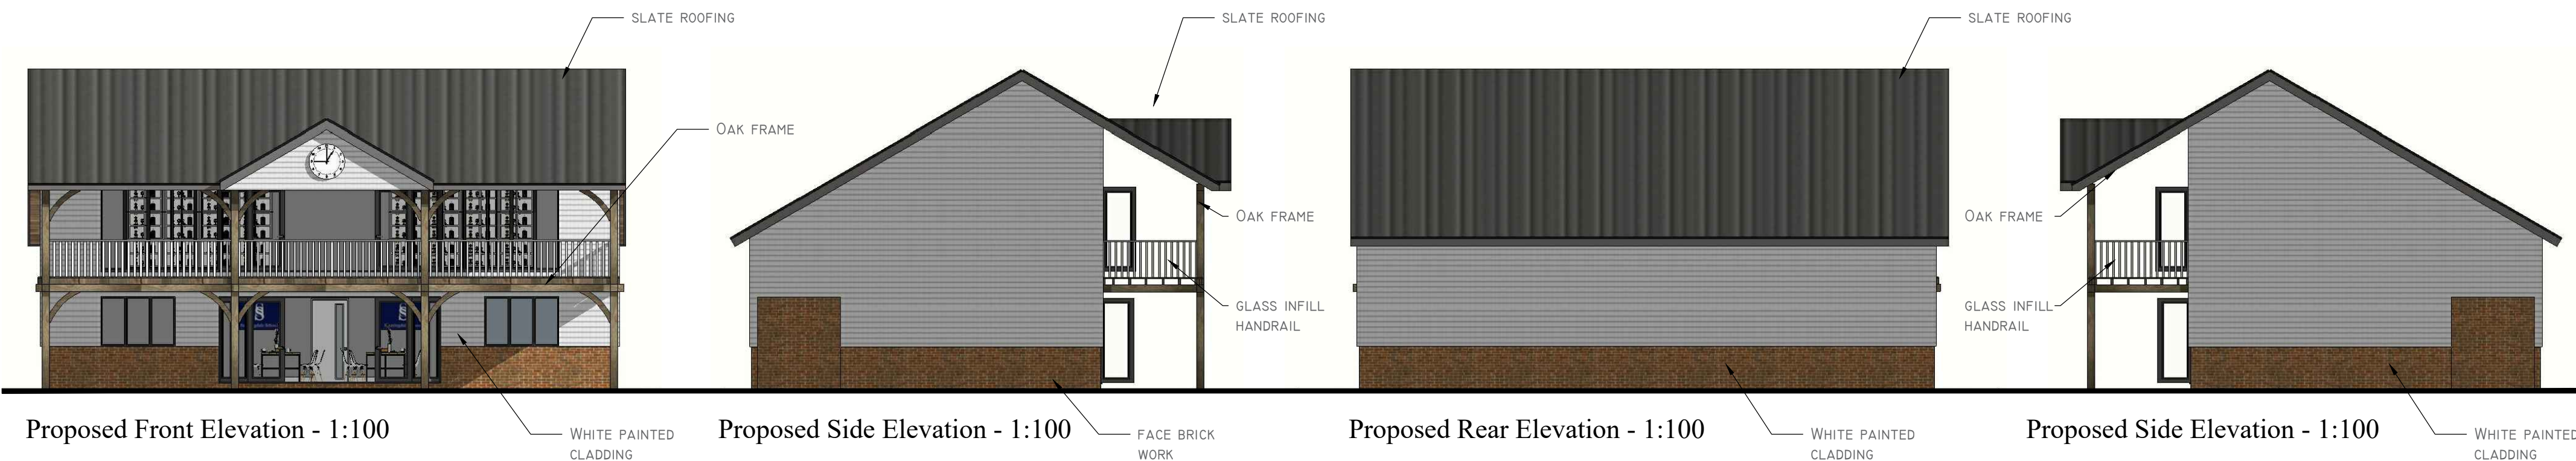 SLATE ROOFING
SLATE ROOFING
SLATE ROOFING
OAK FRAME
OAK FRAME
OAK FRAME
GLASS INFILL
HANDRAIL
GLASS INFILL
HANDRAIL
Proposed Front Elevation - 1:100
WHITE PAINTED
CLADDING
Proposed Side Elevation - 1:100
FACE BRICK
WORK
Proposed Rear Elevation - 1:100
WHITE PAINTED
CLADDING
Proposed Side Elevation - 1:100
WHITE PAINTED
CLADDING